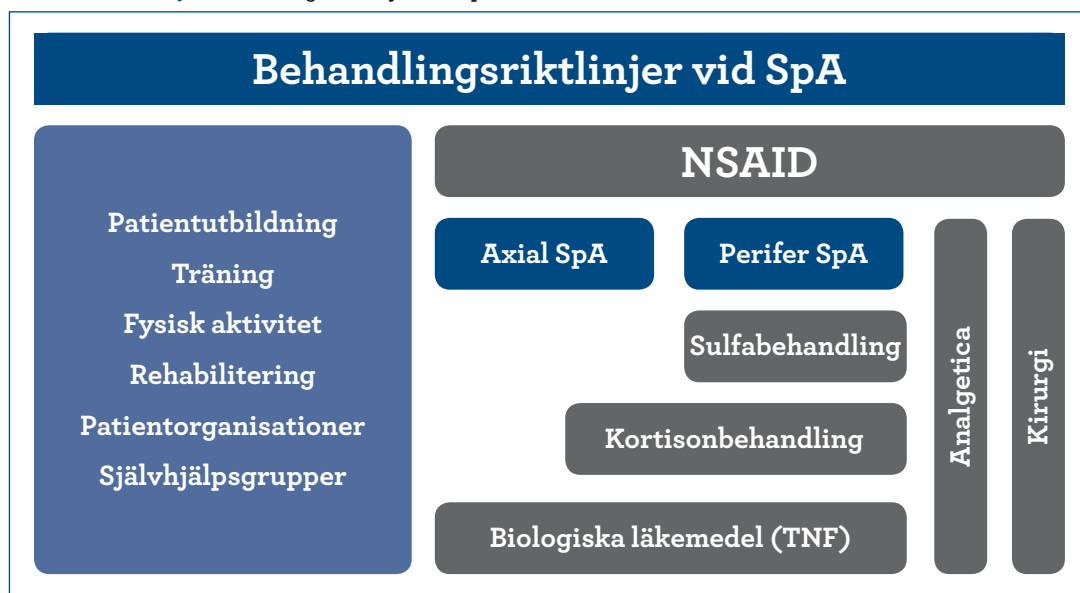 Behandlingsriktlinjer vid SpA
Patientutbildning
Träning
Fysisk aktivitet
Rehabilitering
Patientorganisationer
Självhjälpsgrupper
NSAID
Axial SpA
Perifer SpA
Sulfabehandling
Kortisonbehandling
Biologiska läkemedel (TNF)
Analgetica
Kirurgi